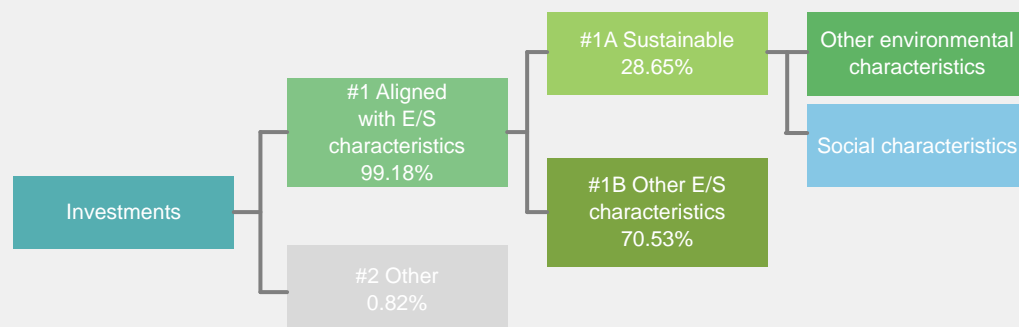 Investments
#1 Aligned
with E/S
characteristics
99.18%
#2 Other
0.82%
#1A Sustainable
28.65%
#1B Other E/S
characteristics
70.53%
Other environmental
characteristics
Social characteristics